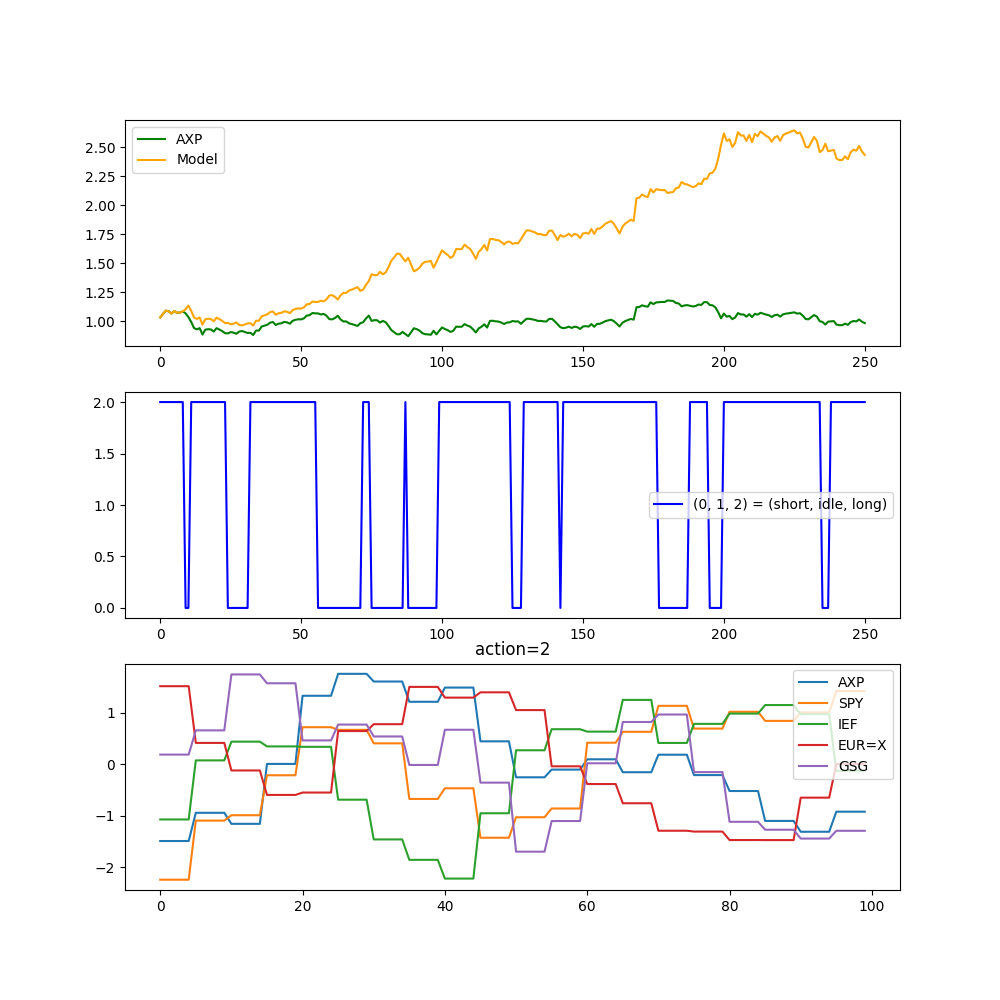 AXP
Model
2.50
2.25
2.00
1.75
1.50
1.25
1.00
0 50 100 150 200 250
2.0
1.5
1.0
0.5
0.0
(0, 1, 2) = (short, idle, long)
0 50 100 150 200 250
action=2
AXP
SPY
IEF
EUR=X
GSG
1
0
−1
−2
0 20 40 60 80 100